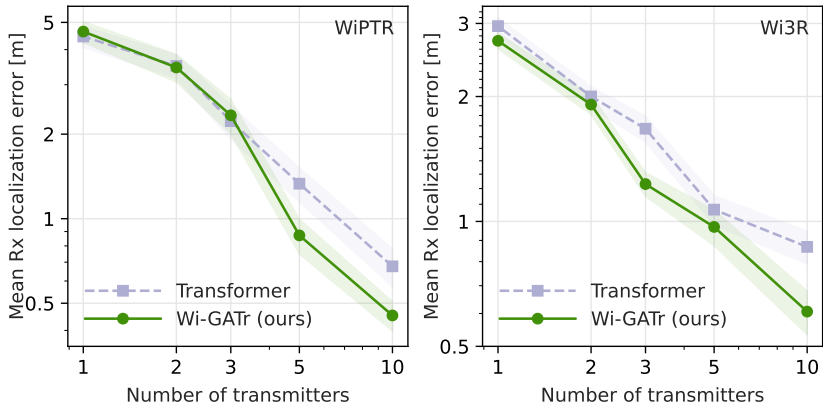 WiPTR
Mean Rx localization error [m]
5
2
1
0.5
Transformer
Wi-GATr (ours)
1
2
3
5
10
Number of transmitters
Wi3R
Mean Rx localization error [m]
3
2
1
0.5
Transformer
Wi-GATr (ours)
1
2
3
5
10
Number of transmitters